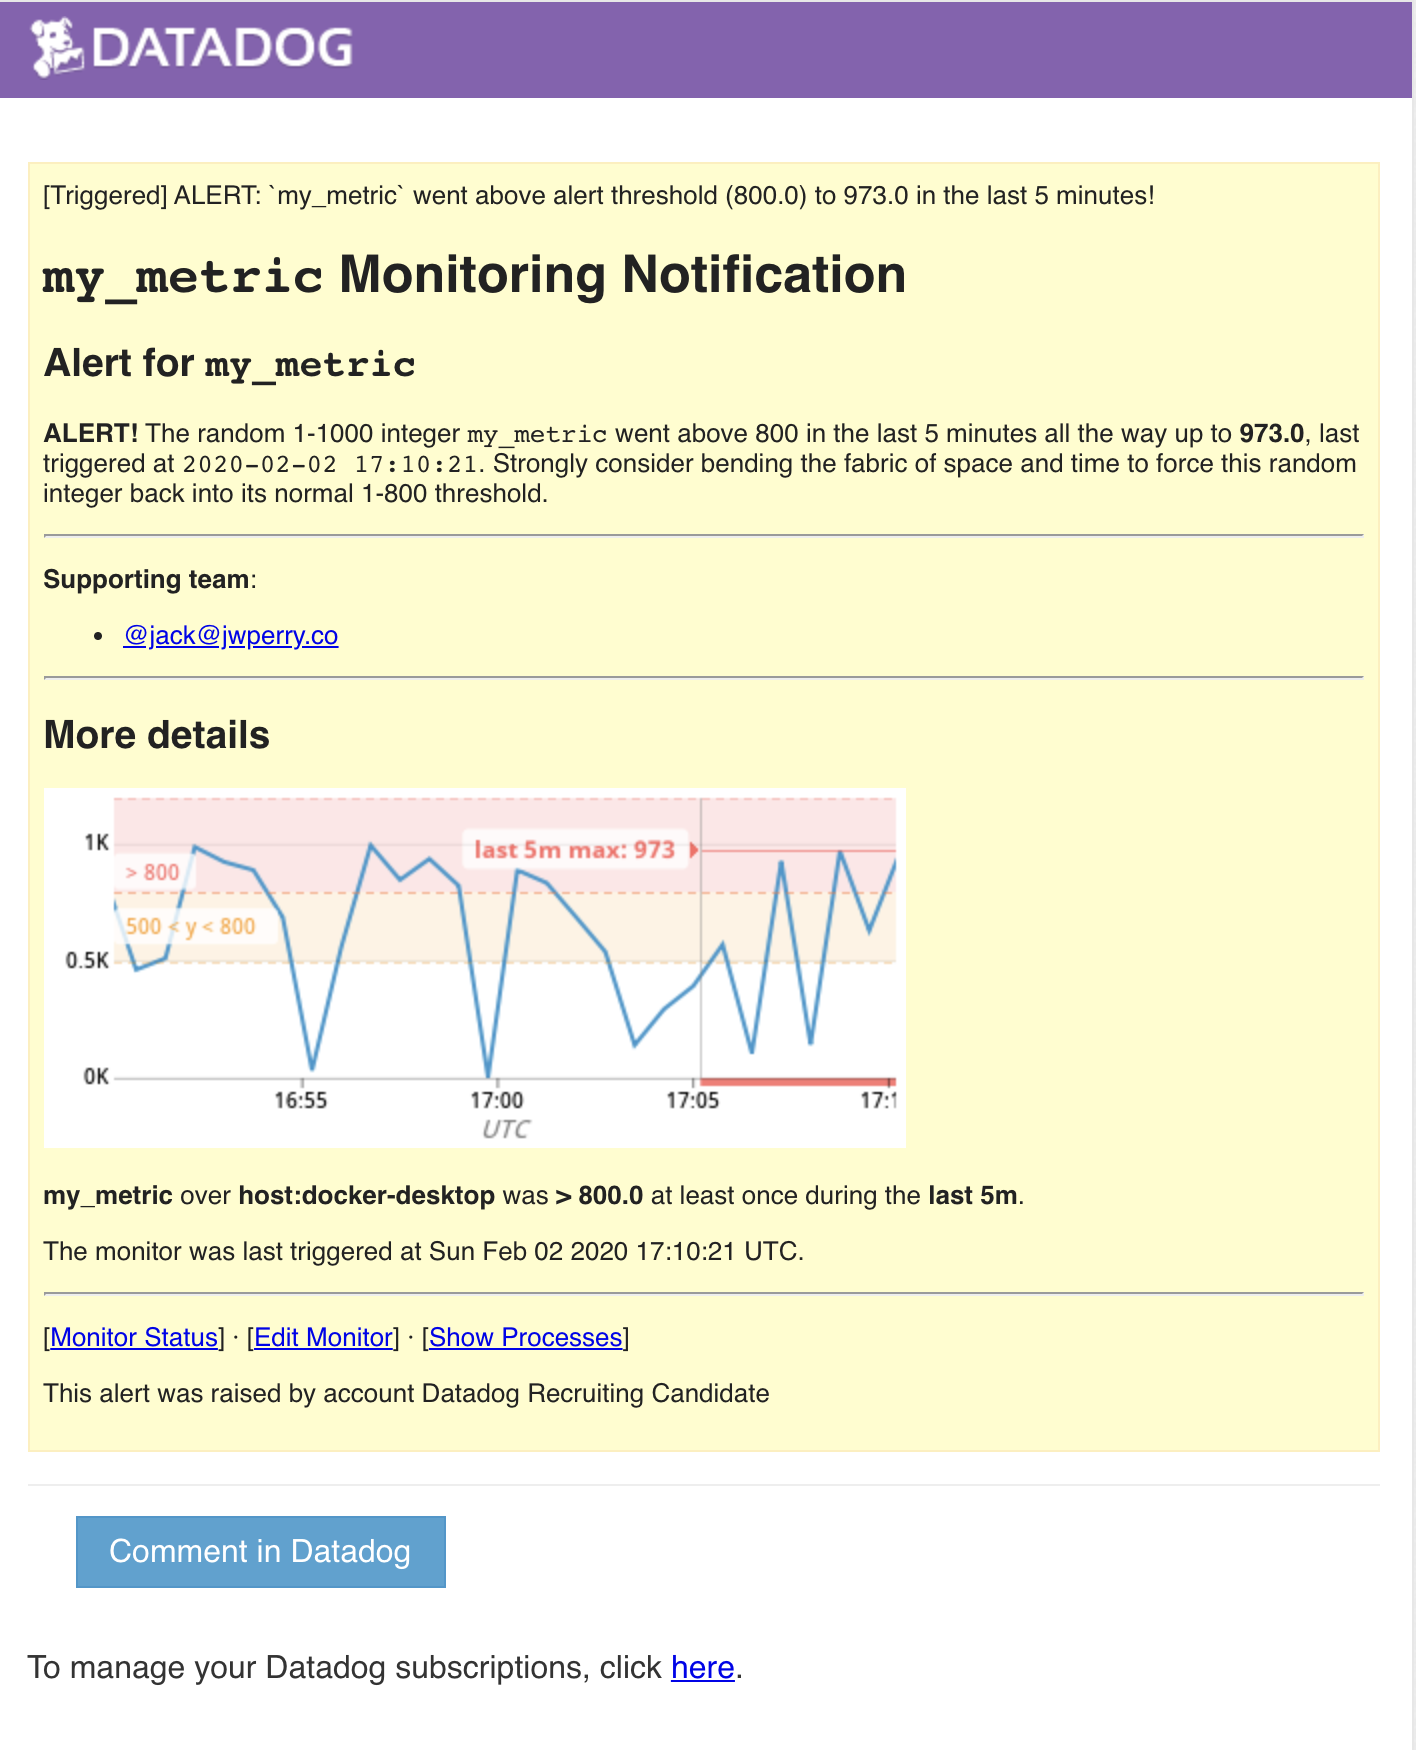 DATADOG
[Triggered] ALERT: `my_metric` went above alert threshold (800.0) to 973.0 in the last 5 minutes!
my_metric Monitoring Notification
Alert for my_metric
ALERT! The random 1-1000 integer my_metric went above 800 in the last 5 minutes all the way up to 973.0, last
triggered at 2020-02-02 17:10:21. Strongly consider bending the fabric of space and time to force this random
integer back into its normal 1-800 threshold.
Supporting team:
• @jack@jwperry.co
More details
1K
last 5m max: 973
> 800
500 < y < 800
0.5K
0K
16:55 17:00 17:05 17:1
UTC
my_metric over host:docker-desktop was > 800.0 at least once during the last 5m.
The monitor was last triggered at Sun Feb 02 2020 17:10:21 UTC.
[Monitor Status] · [Edit Monitor] · [Show Processes]
This alert was raised by account Datadog Recruiting Candidate
Comment in Datadog
To manage your Datadog subscriptions, click here.